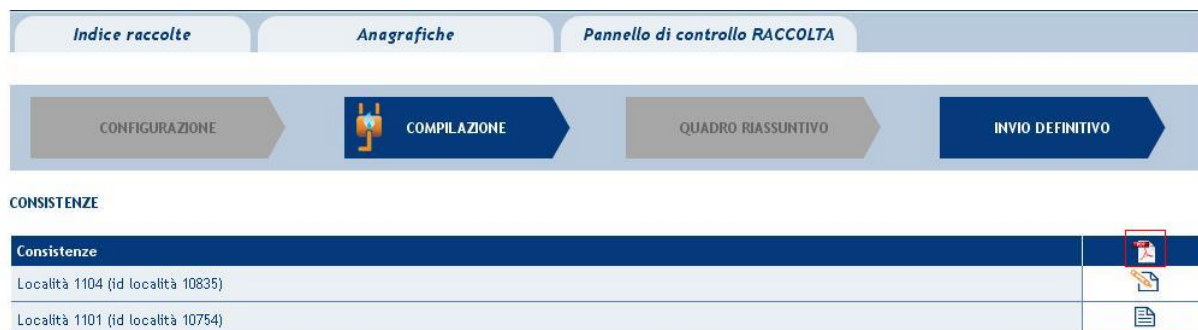 Indice raccolte Anagrafiche Pannello di controllo RACCOLTA
CONFIGURAZIONE COMPILAZIONE QUADRO RIASSUNTIVO INVIO DEFINITIVO
CONSISTENZE
Consistenze
Località 1104 (id località 10835)
Località 1101 (id località 10754)